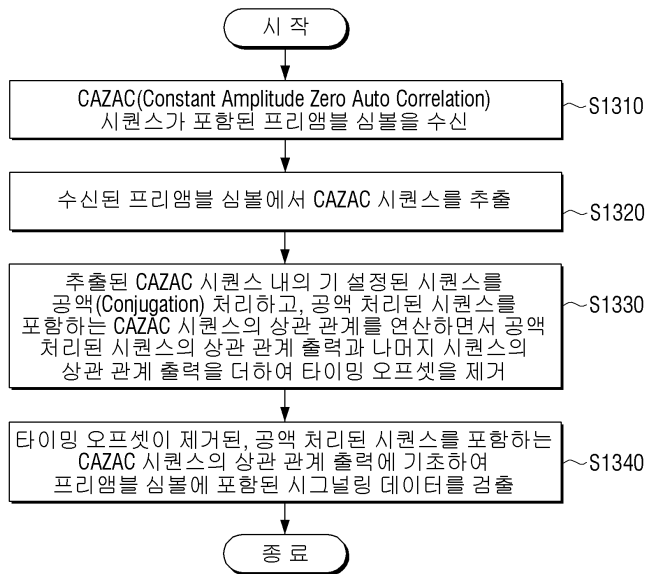 시 작
CAZAC(Constant Amplitude Zero Auto Correlation)
시퀀스가 포함된 프리앰블 심볼을 수신
S1310
수신된 프리앰블 심볼에서 CAZAC 시퀀스를 추출
S1320
추출된 CAZAC 시퀀스 내의 기 설정된 시퀀스를
공액(Conjugation) 처리하고, 공액 처리된 시퀀스를
포함하는 CAZAC 시퀀스의 상관 관계를 연산하면서 공액
처리된 시퀀스의 상관 관계 출력과 나머지 시퀀스의
상관 관계 출력을 더하여 타이밍 오프셋을 제거
S1330
타이밍 오프셋이 제거된, 공액 처리된 시퀀스를 포함하는
CAZAC 시퀀스의 상관 관계 출력에 기초하여
프리앰블 심볼에 포함된 시그널링 데이터를 검출
S1340
종 료